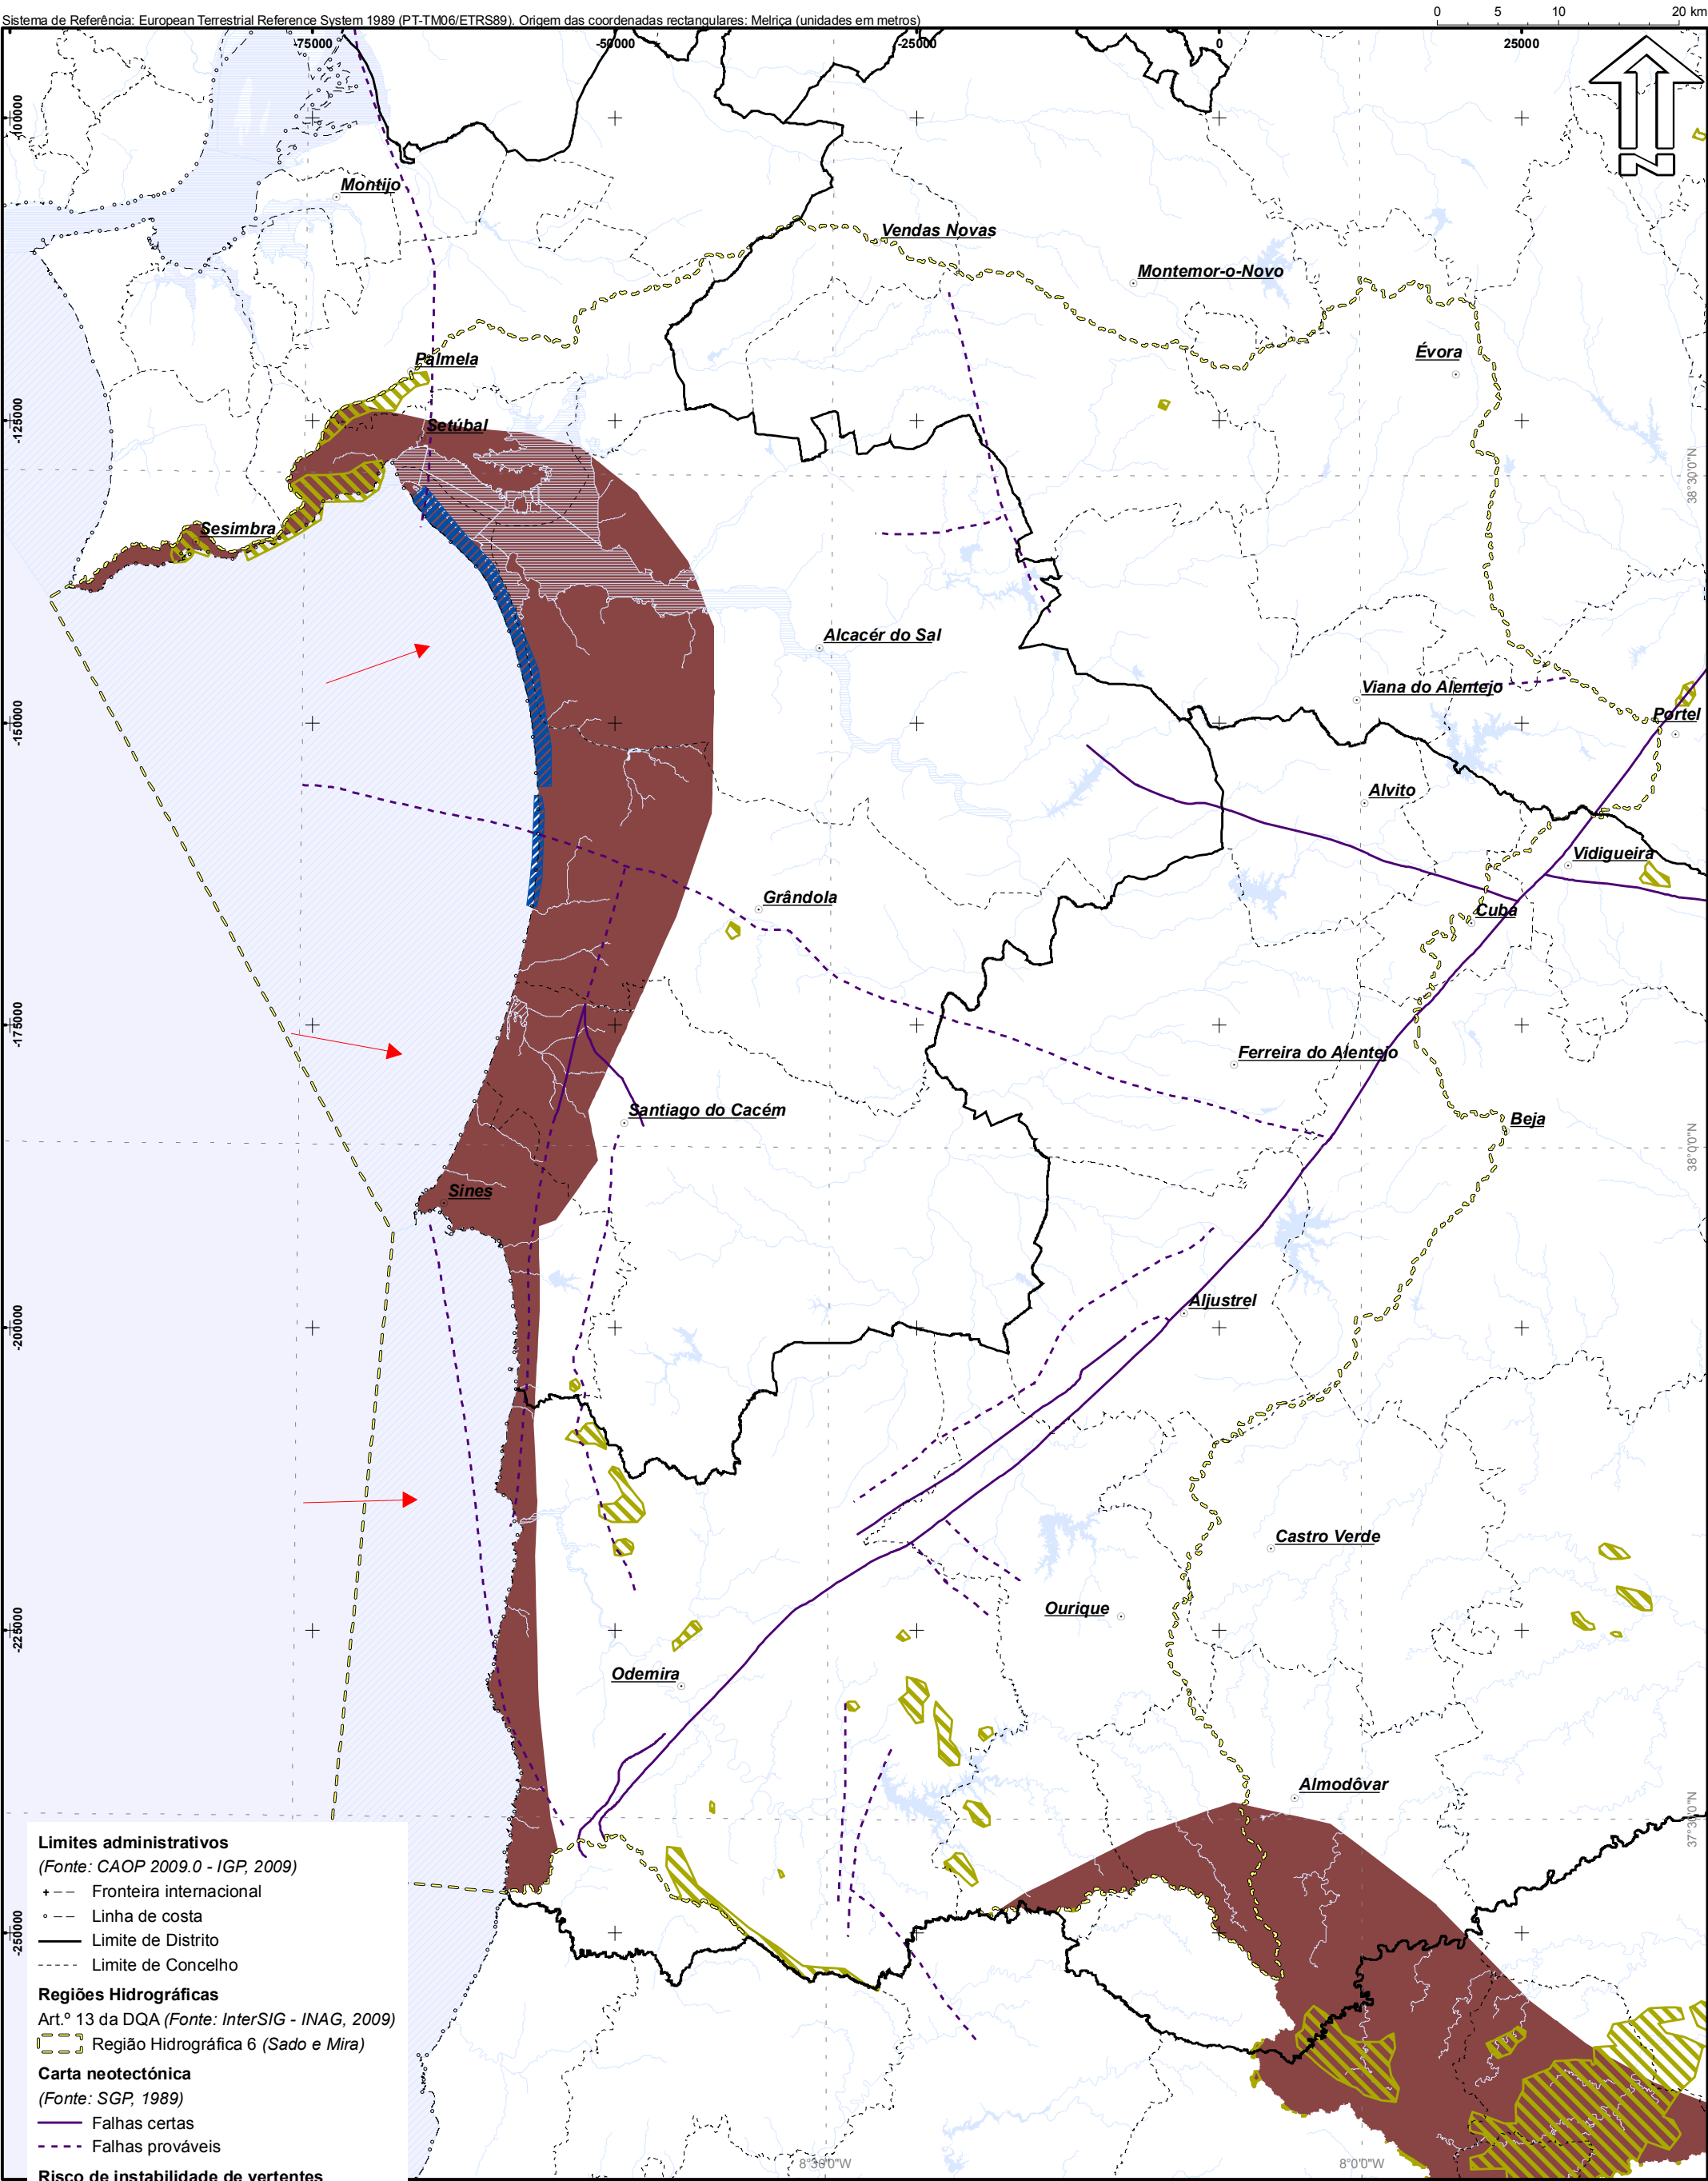 Sistema de Referência: European Terrestrial Reference System 1989 (PT-TM06/ETRS89). Origem das coordenadas rectangulares: Melriça (unidades em metros)
0 5 10 20 km
-75000 -50000 -25000 0 25000
N
-100000
Montijo
Vendas Novas
Montemor-o-Novo
Évora
Palmela
-125000
Setúbal
38°30'0"N
Sesimbra
Alcacér do Sal
Viana do Alentejo
Portel
-150000
Alvito
Vidigueira
Grândola
Cuba
-175000
Ferreira do Alentejo
Santiago do Cacém
Beja
38°0'0"N
Sines
Aljustrel
-200000
Castro Verde
Ourique
-225000
Odemira
Almodôvar
37°30'0"N
Limites administrativos
(Fonte: CAOP 2009.0 - IGP, 2009)
Fronteira internacional
Linha de costa
Limite de Distrito
Limite de Concelho
-250000
Regiões Hidrográficas
Art.º 13 da DQA (Fonte: InterSIG - INAG, 2009)
Região Hidrográfica 6 (Sado e Mira)
Carta neotectónica
(Fonte: SGP, 1989)
Falhas certas
Falhas prováveis
Risco de instabilidade de vertentes
8°30'0"W 8°0'0"W